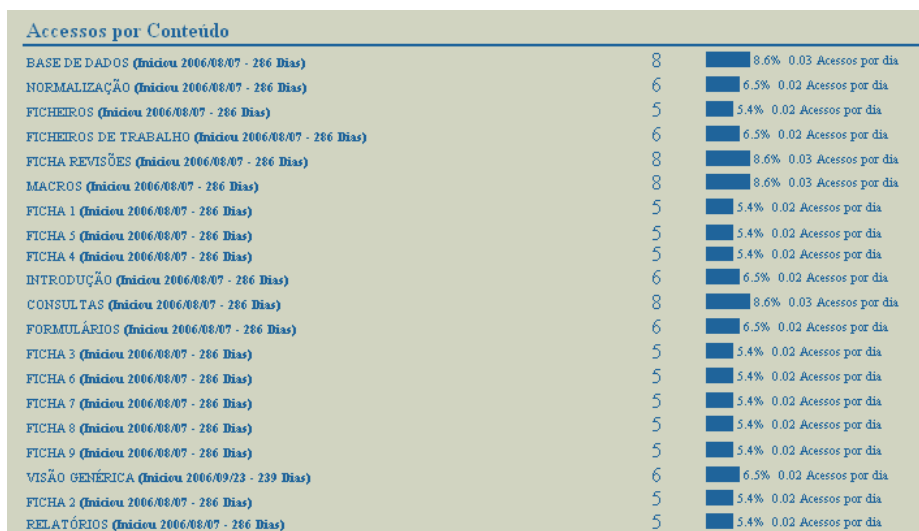 Accessos por Conteúdo
BASE DE DADOS (Iniciou 2006/08/07 - 286 Dias) 8 8.6% 0.03 Acessos por dia
NORMALIZAÇÃO (Iniciou 2006/08/07 - 286 Dias) 6 6.5% 0.02 Acessos por dia
FICHEIROS (Iniciou 2006/08/07 - 286 Dias) 5 5.4% 0.02 Acessos por dia
FICHEIROS DE TRABALHO (Iniciou 2006/08/07 - 286 Dias) 6 6.5% 0.02 Acessos por dia
FICHA REVISÕES (Iniciou 2006/08/07 - 286 Dias) 8 8.6% 0.03 Acessos por dia
MACROS (Iniciou 2006/08/07 - 286 Dias) 8 8.6% 0.03 Acessos por dia
FICHA 1 (Iniciou 2006/08/07 - 286 Dias) 5 5.4% 0.02 Acessos por dia
FICHA 5 (Iniciou 2006/08/07 - 286 Dias) 5 5.4% 0.02 Acessos por dia
FICHA 4 (Iniciou 2006/08/07 - 286 Dias) 5 5.4% 0.02 Acessos por dia
INTRODUÇÃO (Iniciou 2006/08/07 - 286 Dias) 6 6.5% 0.02 Acessos por dia
CONSULTAS (Iniciou 2006/08/07 - 286 Dias) 8 8.6% 0.03 Acessos por dia
FORMULÁRIOS (Iniciou 2006/08/07 - 286 Dias) 6 6.5% 0.02 Acessos por dia
FICHA 3 (Iniciou 2006/08/07 - 286 Dias) 5 5.4% 0.02 Acessos por dia
FICHA 6 (Iniciou 2006/08/07 - 286 Dias) 5 5.4% 0.02 Acessos por dia
FICHA 7 (Iniciou 2006/08/07 - 286 Dias) 5 5.4% 0.02 Acessos por dia
FICHA 8 (Iniciou 2006/08/07 - 286 Dias) 5 5.4% 0.02 Acessos por dia
FICHA 9 (Iniciou 2006/08/07 - 286 Dias) 5 5.4% 0.02 Acessos por dia
VISÃO GENÉRICA (Iniciou 2006/09/23 - 239 Dias) 6 6.5% 0.02 Acessos por dia
FICHA 2 (Iniciou 2006/08/07 - 286 Dias) 5 5.4% 0.02 Acessos por dia
RELATÓRIOS (Iniciou 2006/08/07 - 286 Dias) 5 5.4% 0.02 Acessos por dia